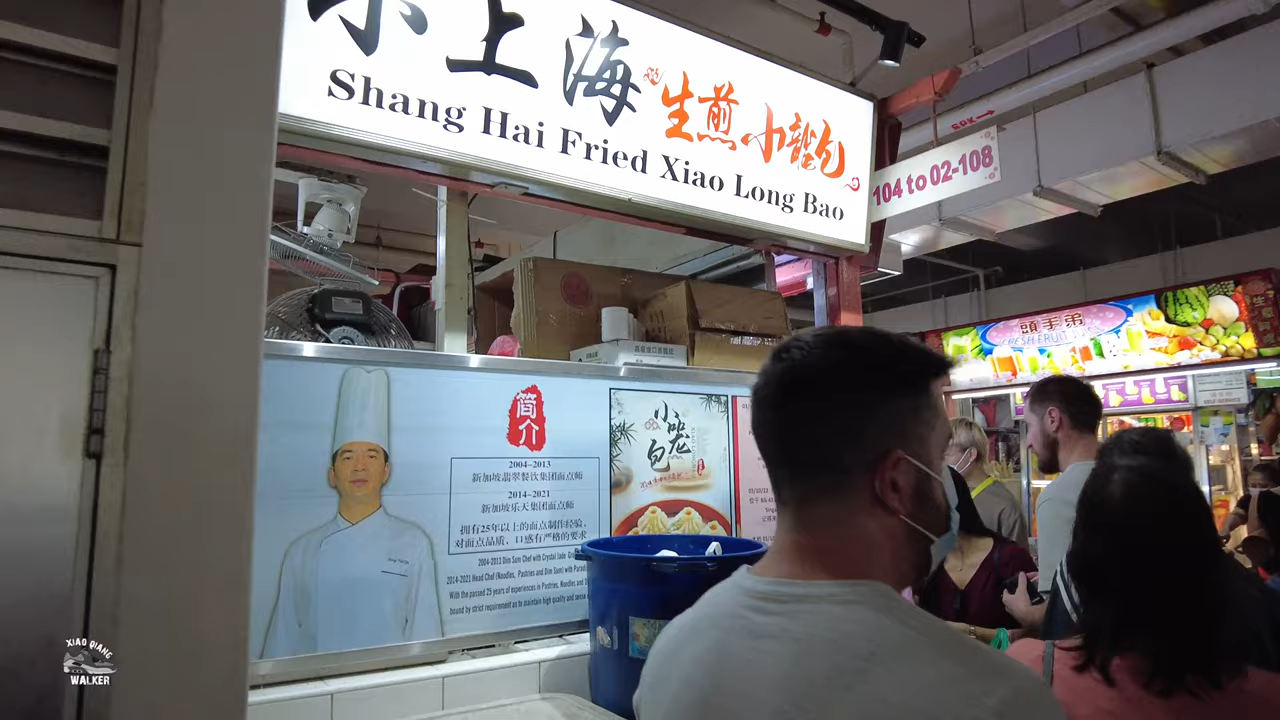 小上海 生煎小籠包
Shang Hai Fried Xiao Long Bao
104 to 02-108
頭手弟
FRESH FRUIT
简介
2004-2013
新加坡翡翠餐饮集团面点师
2014-2021
新加坡乐天集团面点师
拥有25年以上的面点制作经验,
对面点品质、口感有严格的要求
2004-2013 Dim Sum Chef with Crystal Jade
2014-2021 Head Chef (Noodles, Pastries and Dim Sum) with
With the passed 25 years of experiences in Pastries, Noodles and
bound by strict requirement as to maintain high quality and sense
小笼包
XIAO QIANG
WALKER